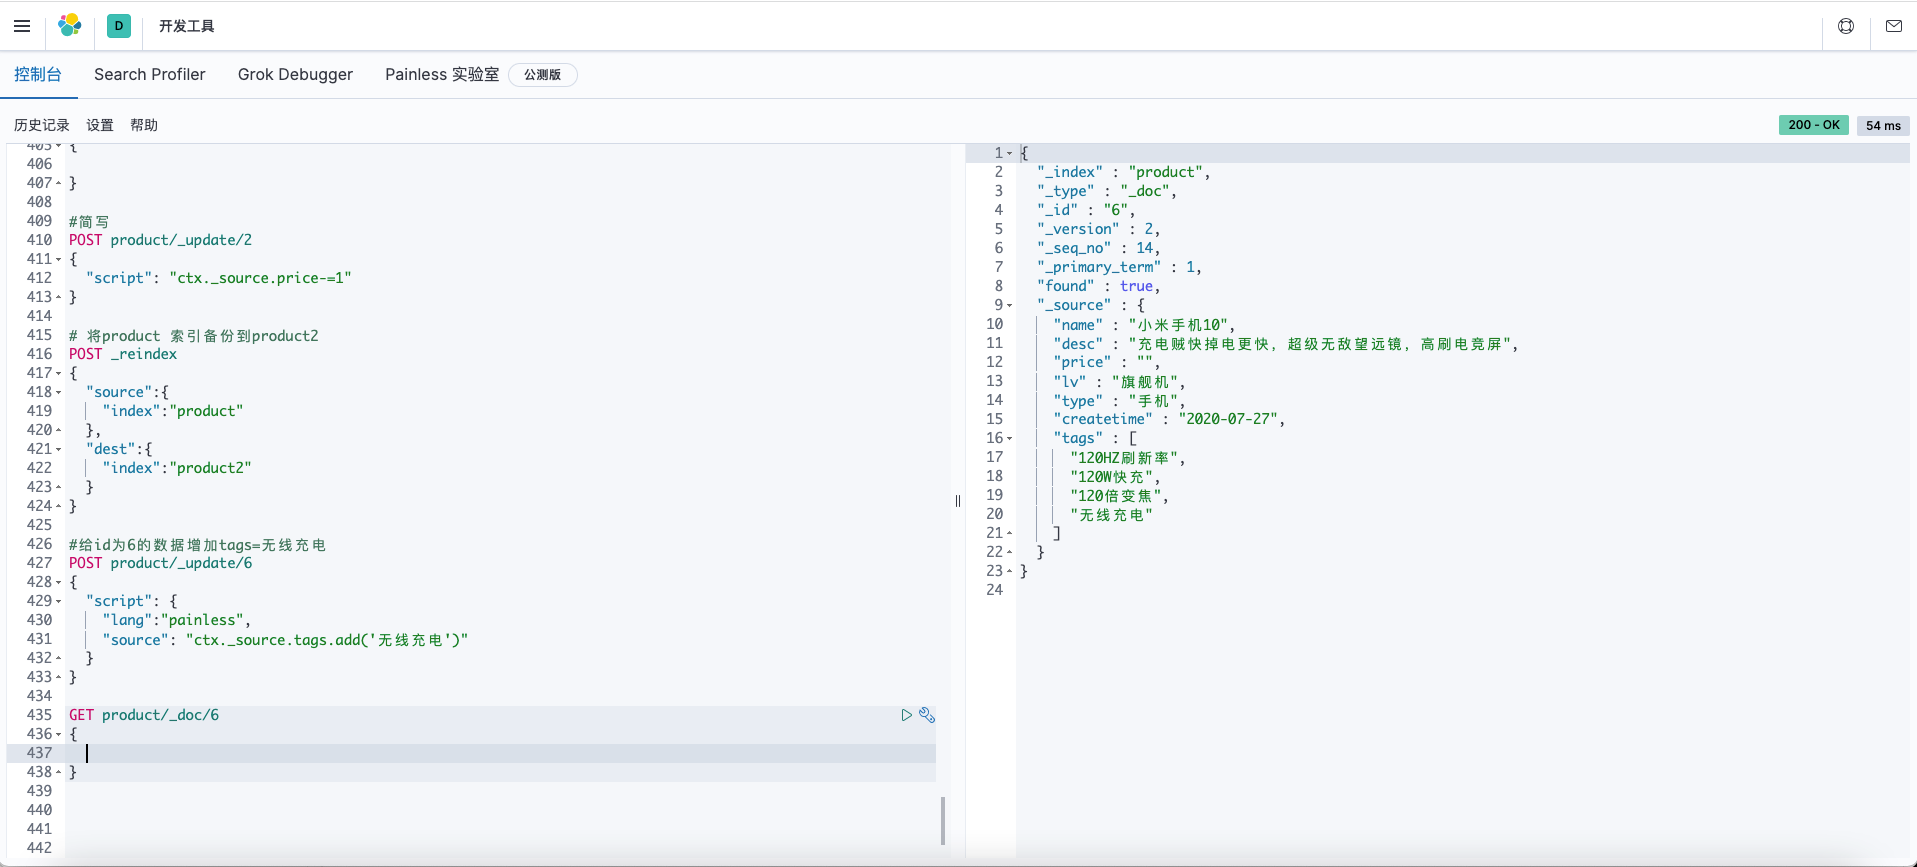 D 开发工具
控制台 Search Profiler Grok Debugger Painless 实验室 公测版
历史记录 设置 帮助 200 - OK 54 ms
405 {
406
407 }
408
409 #简写
410 POST product/_update/2
411 {
412 "script": "ctx._source.price-=1"
413 }
414
415 # 将product 索引备份到product2
416 POST _reindex
417 {
418 "source":{
419 "index":"product"
420 },
421 "dest":{
422 "index":"product2"
423 }
424 }
425
426 #给id为6的数据增加tags=无线充电
427 POST product/_update/6
428 {
429 "script": {
430 "lang":"painless",
431 "source": "ctx._source.tags.add('无线充电')"
432 }
433 }
434
435 GET product/_doc/6
436 {
437
438 }
439
440
441
442
1 {
2 "_index" : "product",
3 "_type" : "_doc",
4 "_id" : "6",
5 "_version" : 2,
6 "_seq_no" : 14,
7 "_primary_term" : 1,
8 "found" : true,
9 "_source" : {
10 "name" : "小米手机10",
11 "desc" : "充电贼快掉电更快，超级无敌望远镜，高刷电竞屏",
12 "price" : "",
13 "lv" : "旗舰机",
14 "type" : "手机",
15 "createtime" : "2020-07-27",
16 "tags" : [
17 "120HZ刷新率",
18 "120W快充",
19 "120倍变焦",
20 "无线充电"
21 ]
22 }
23 }
24